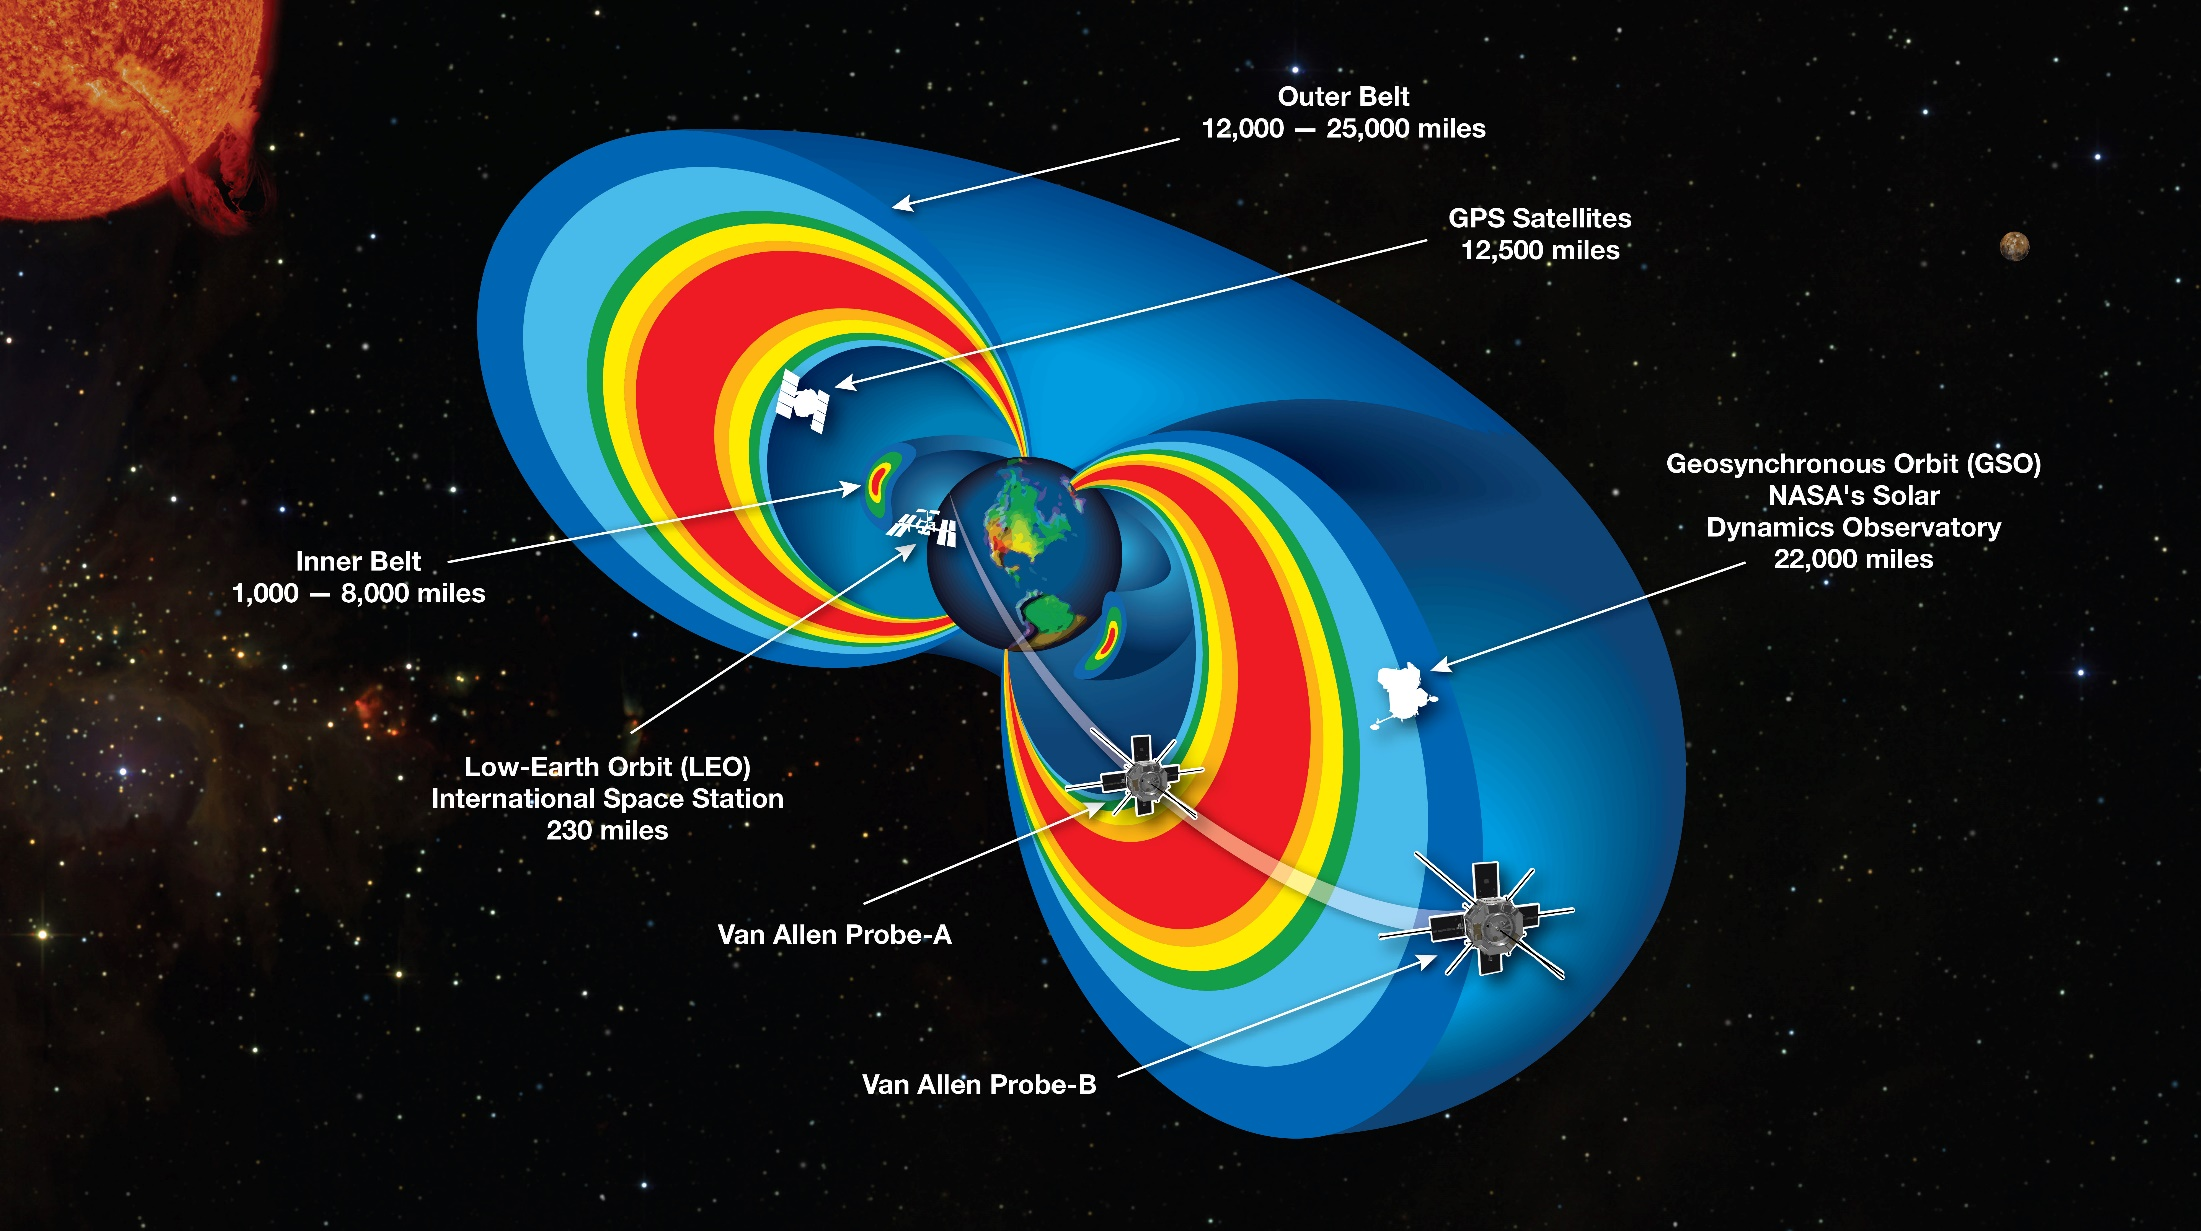 Outer Belt
12,000 — 25,000 miles
GPS Satellites
12,500 miles
Geosynchronous Orbit (GSO)
NASA's Solar
Dynamics Observatory
22,000 miles
Inner Belt
1,000 — 8,000 miles
Low-Earth Orbit (LEO)
International Space Station
230 miles
Van Allen Probe-A
Van Allen Probe-B